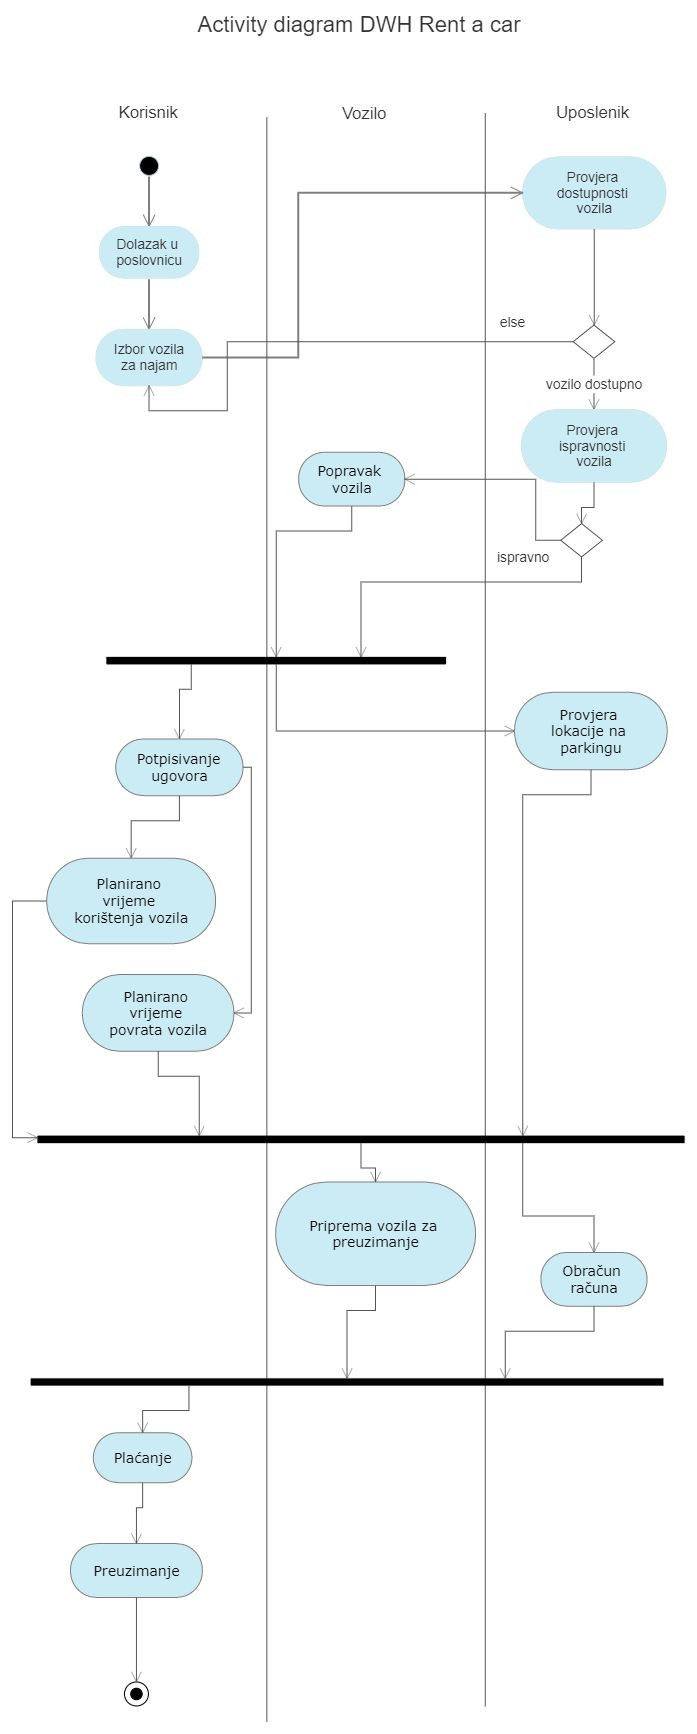 Activity diagram DWH Rent a car
Korisnik
Vozilo
Uposlenik
Provjera
dostupnosti
vozila
Dolazak u
poslovnicu
else
Izbor vozila
za najam
vozilo dostupno
Provjera
ispravnosti
vozila
Popravak
vozila
ispravno
Provjera
lokacije na
parkingu
Potpisivanje
ugovora
Planirano
vrijeme
korištenja vozila
Planirano
vrijeme
povrata vozila
Priprema vozila za
preuzimanje
Obračun
računa
Plaćanje
Preuzimanje